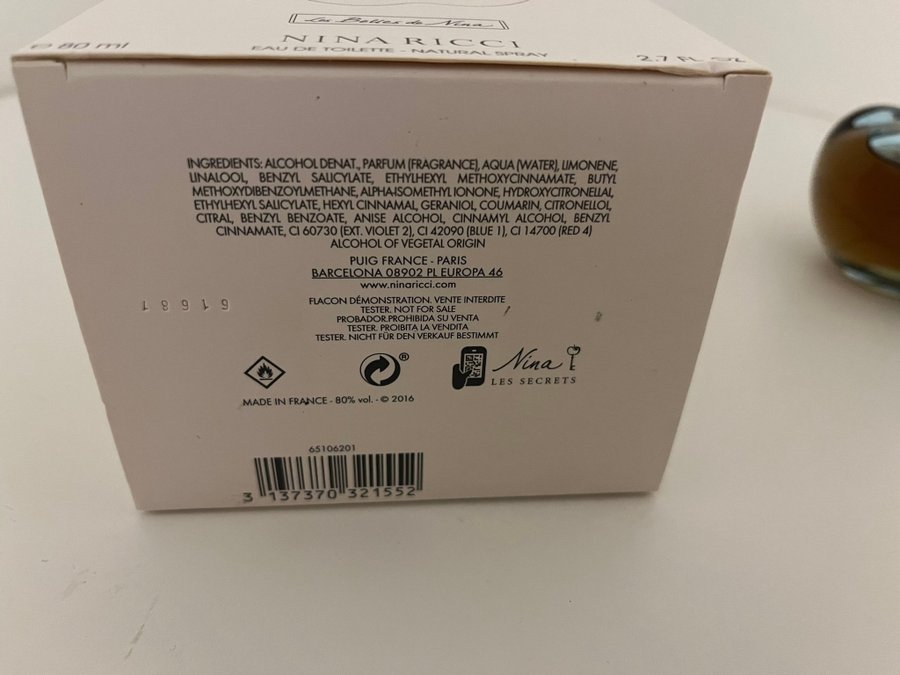 Les Belles de Nina
NINA RICCI
e 80 ml
EAU DE TOILETTE - NATURAL SPRAY
2.7 FL. OZ
INGREDIENTS: ALCOHOL DENAT., PARFUM (FRAGRANCE), AQUA (WATER), LIMONENE,
LINALOOL, BENZYL SALICYLATE, ETHYLHEXYL METHOXYCINNAMATE, BUTYL
METHOXYDIBENZOYLMETHANE, ALPHA-ISOMETHYL IONONE, HYDROXYCITRONELLAL,
ETHYLHEXYL SALICYLATE, HEXYL CINNAMAL, GERANIOL, COUMARIN, CITRONELLOL,
CITRAL, BENZYL BENZOATE, ANISE ALCOHOL, CINNAMYL ALCOHOL, BENZYL
CINNAMATE, CI 60730 (EXT. VIOLET 2), CI 42090 (BLUE 1), CI 14700 (RED 4)
ALCOHOL OF VEGETAL ORIGIN
PUIG FRANCE - PARIS
BARCELONA 08902 PL EUROPA 46
www.ninaricci.com
61681
FLACON DÉMONSTRATION. VENTE INTERDITE
TESTER. NOT FOR SALE
PROBADOR.PROHIBIDA SU VENTA
TESTER. PROIBITA LA VENDITA
TESTER. NICHT FÜR DEN VERKAUF BESTIMMT
®
Nina
LES SECRETS
MADE IN FRANCE - 80% vol. - © 2016
65106201
3 137370 321552